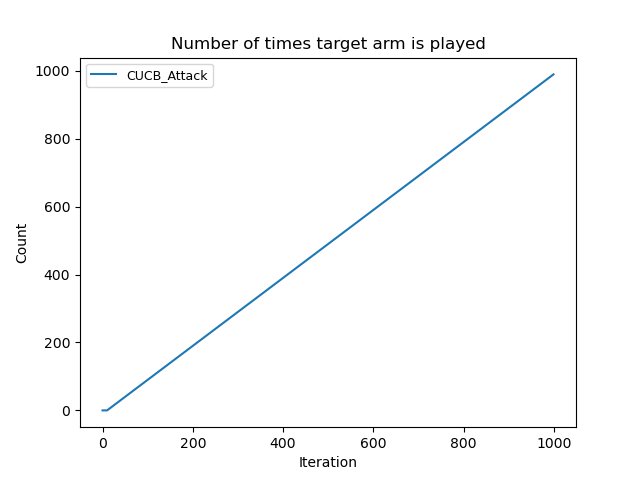 Number of times target arm is played
CUCB_Attack
1000
800
600
400
200
0
Count
0 200 400 600 800 1000
Iteration